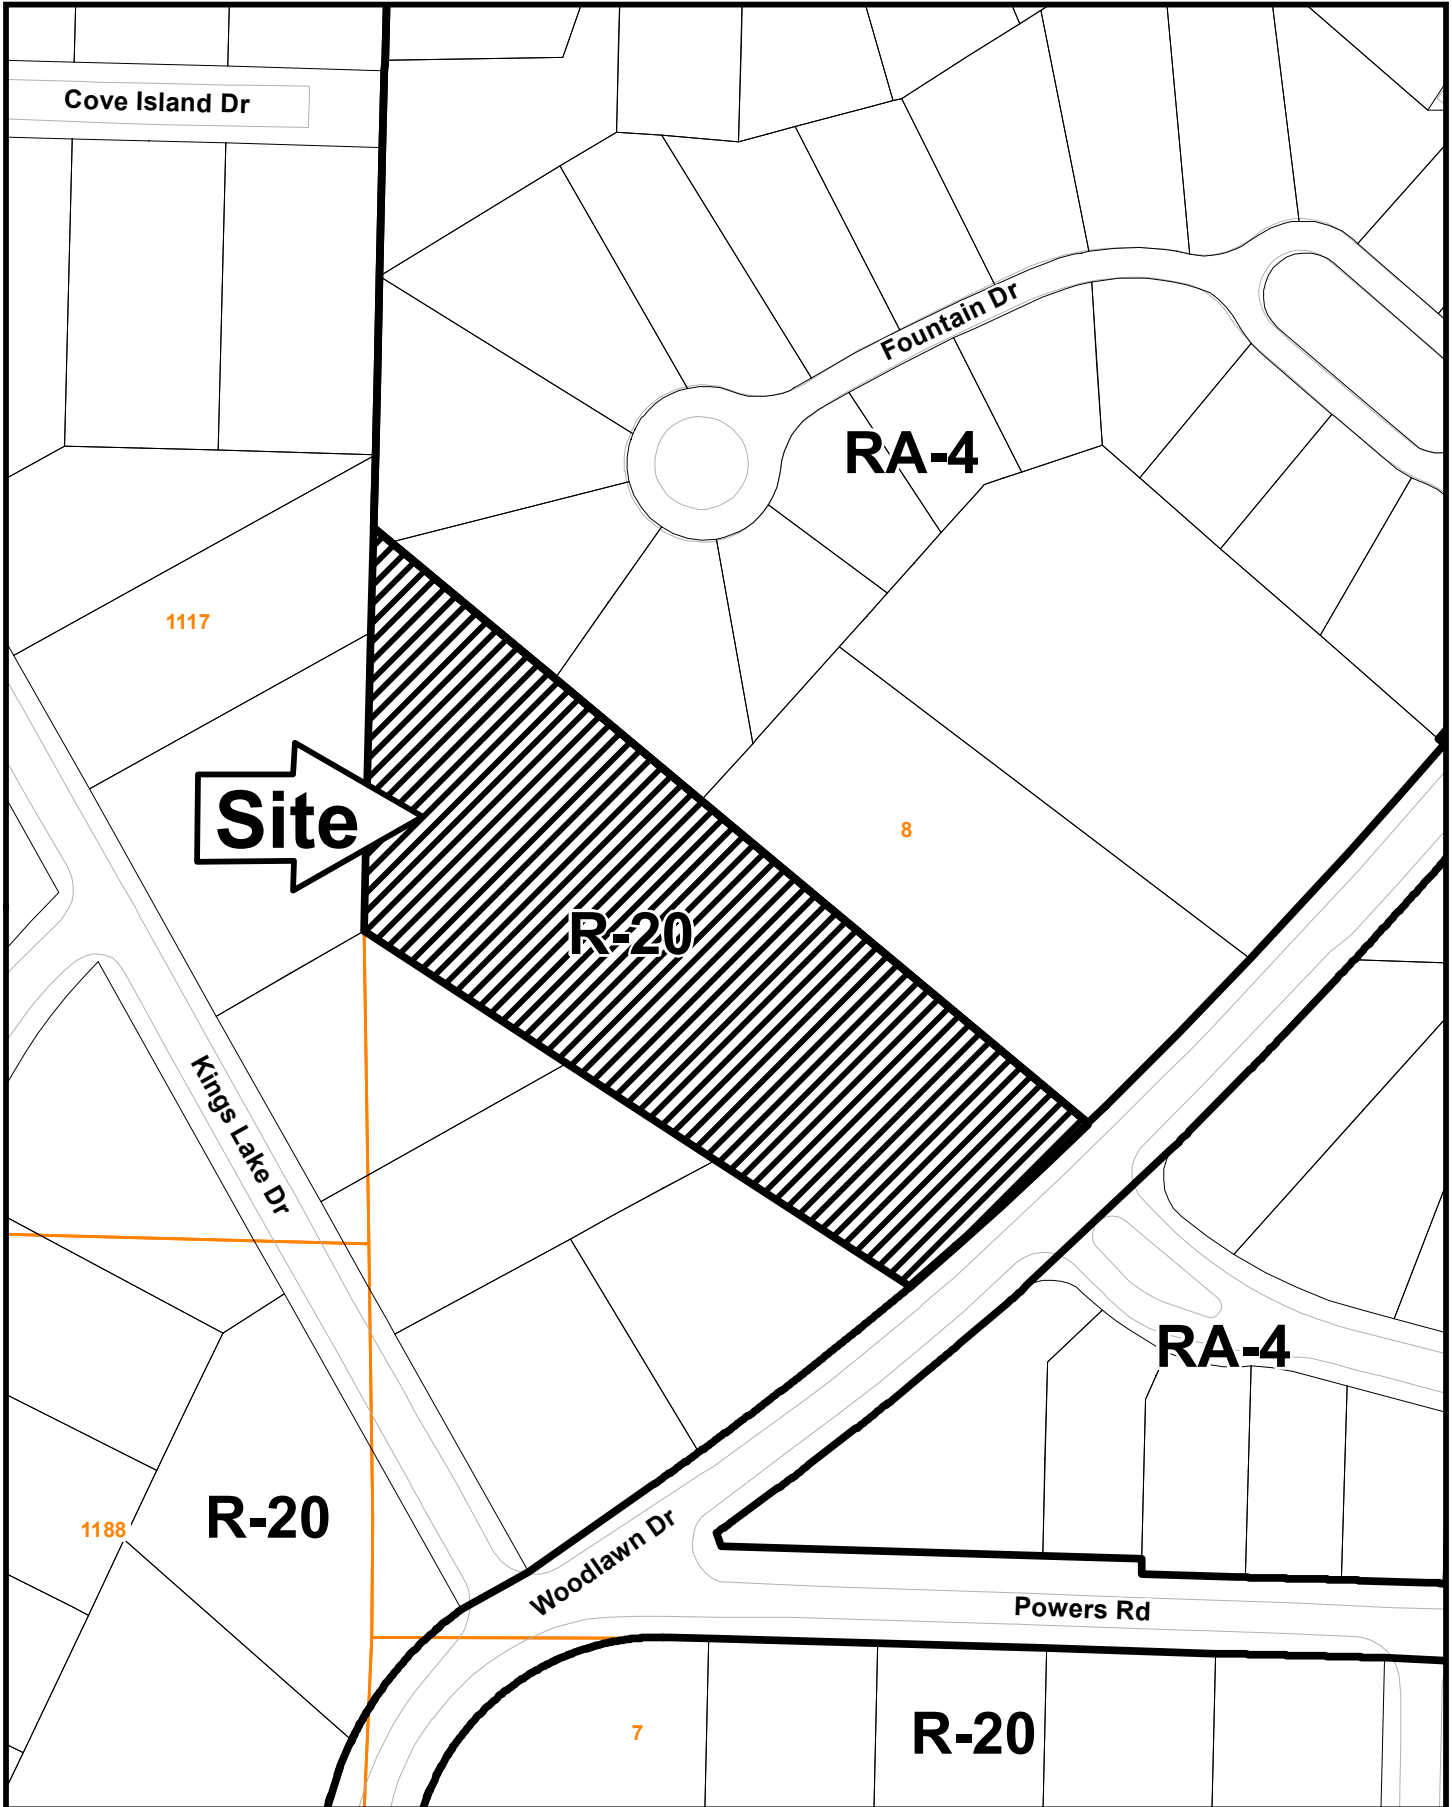 Cove Island Dr
Fountain Dr
RA-4
1117
Site
8
R-20
Kings Lake Dr
RA-4
R-20
1188
Woodlawn Dr
Powers Rd
7
R-20